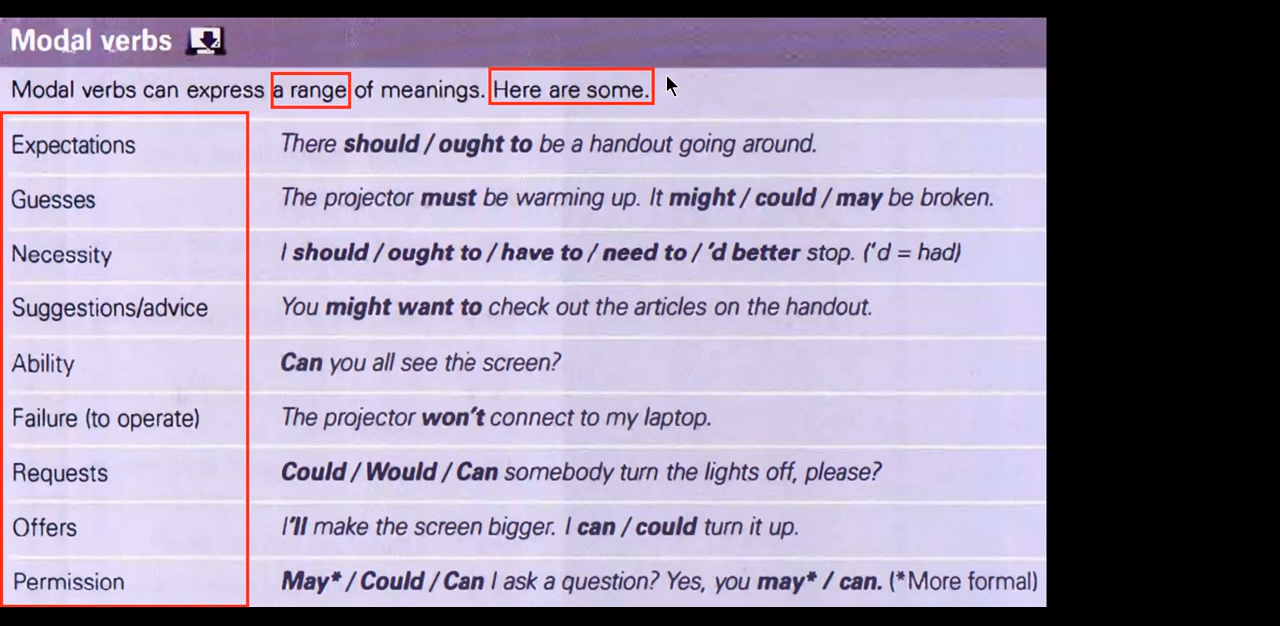 Modal verbs
Modal verbs can express a range of meanings. Here are some.
Expectations There should / ought to be a handout going around.
Guesses The projector must be warming up. It might / could / may be broken.
Necessity I should / ought to / have to / need to / ’d better stop. (’d = had)
Suggestions/advice You might want to check out the articles on the handout.
Ability Can you all see the screen?
Failure (to operate) The projector won’t connect to my laptop.
Requests Could / Would / Can somebody turn the lights off, please?
Offers I’ll make the screen bigger. I can / could turn it up.
Permission May* / Could / Can I ask a question? Yes, you may* / can. (*More formal)